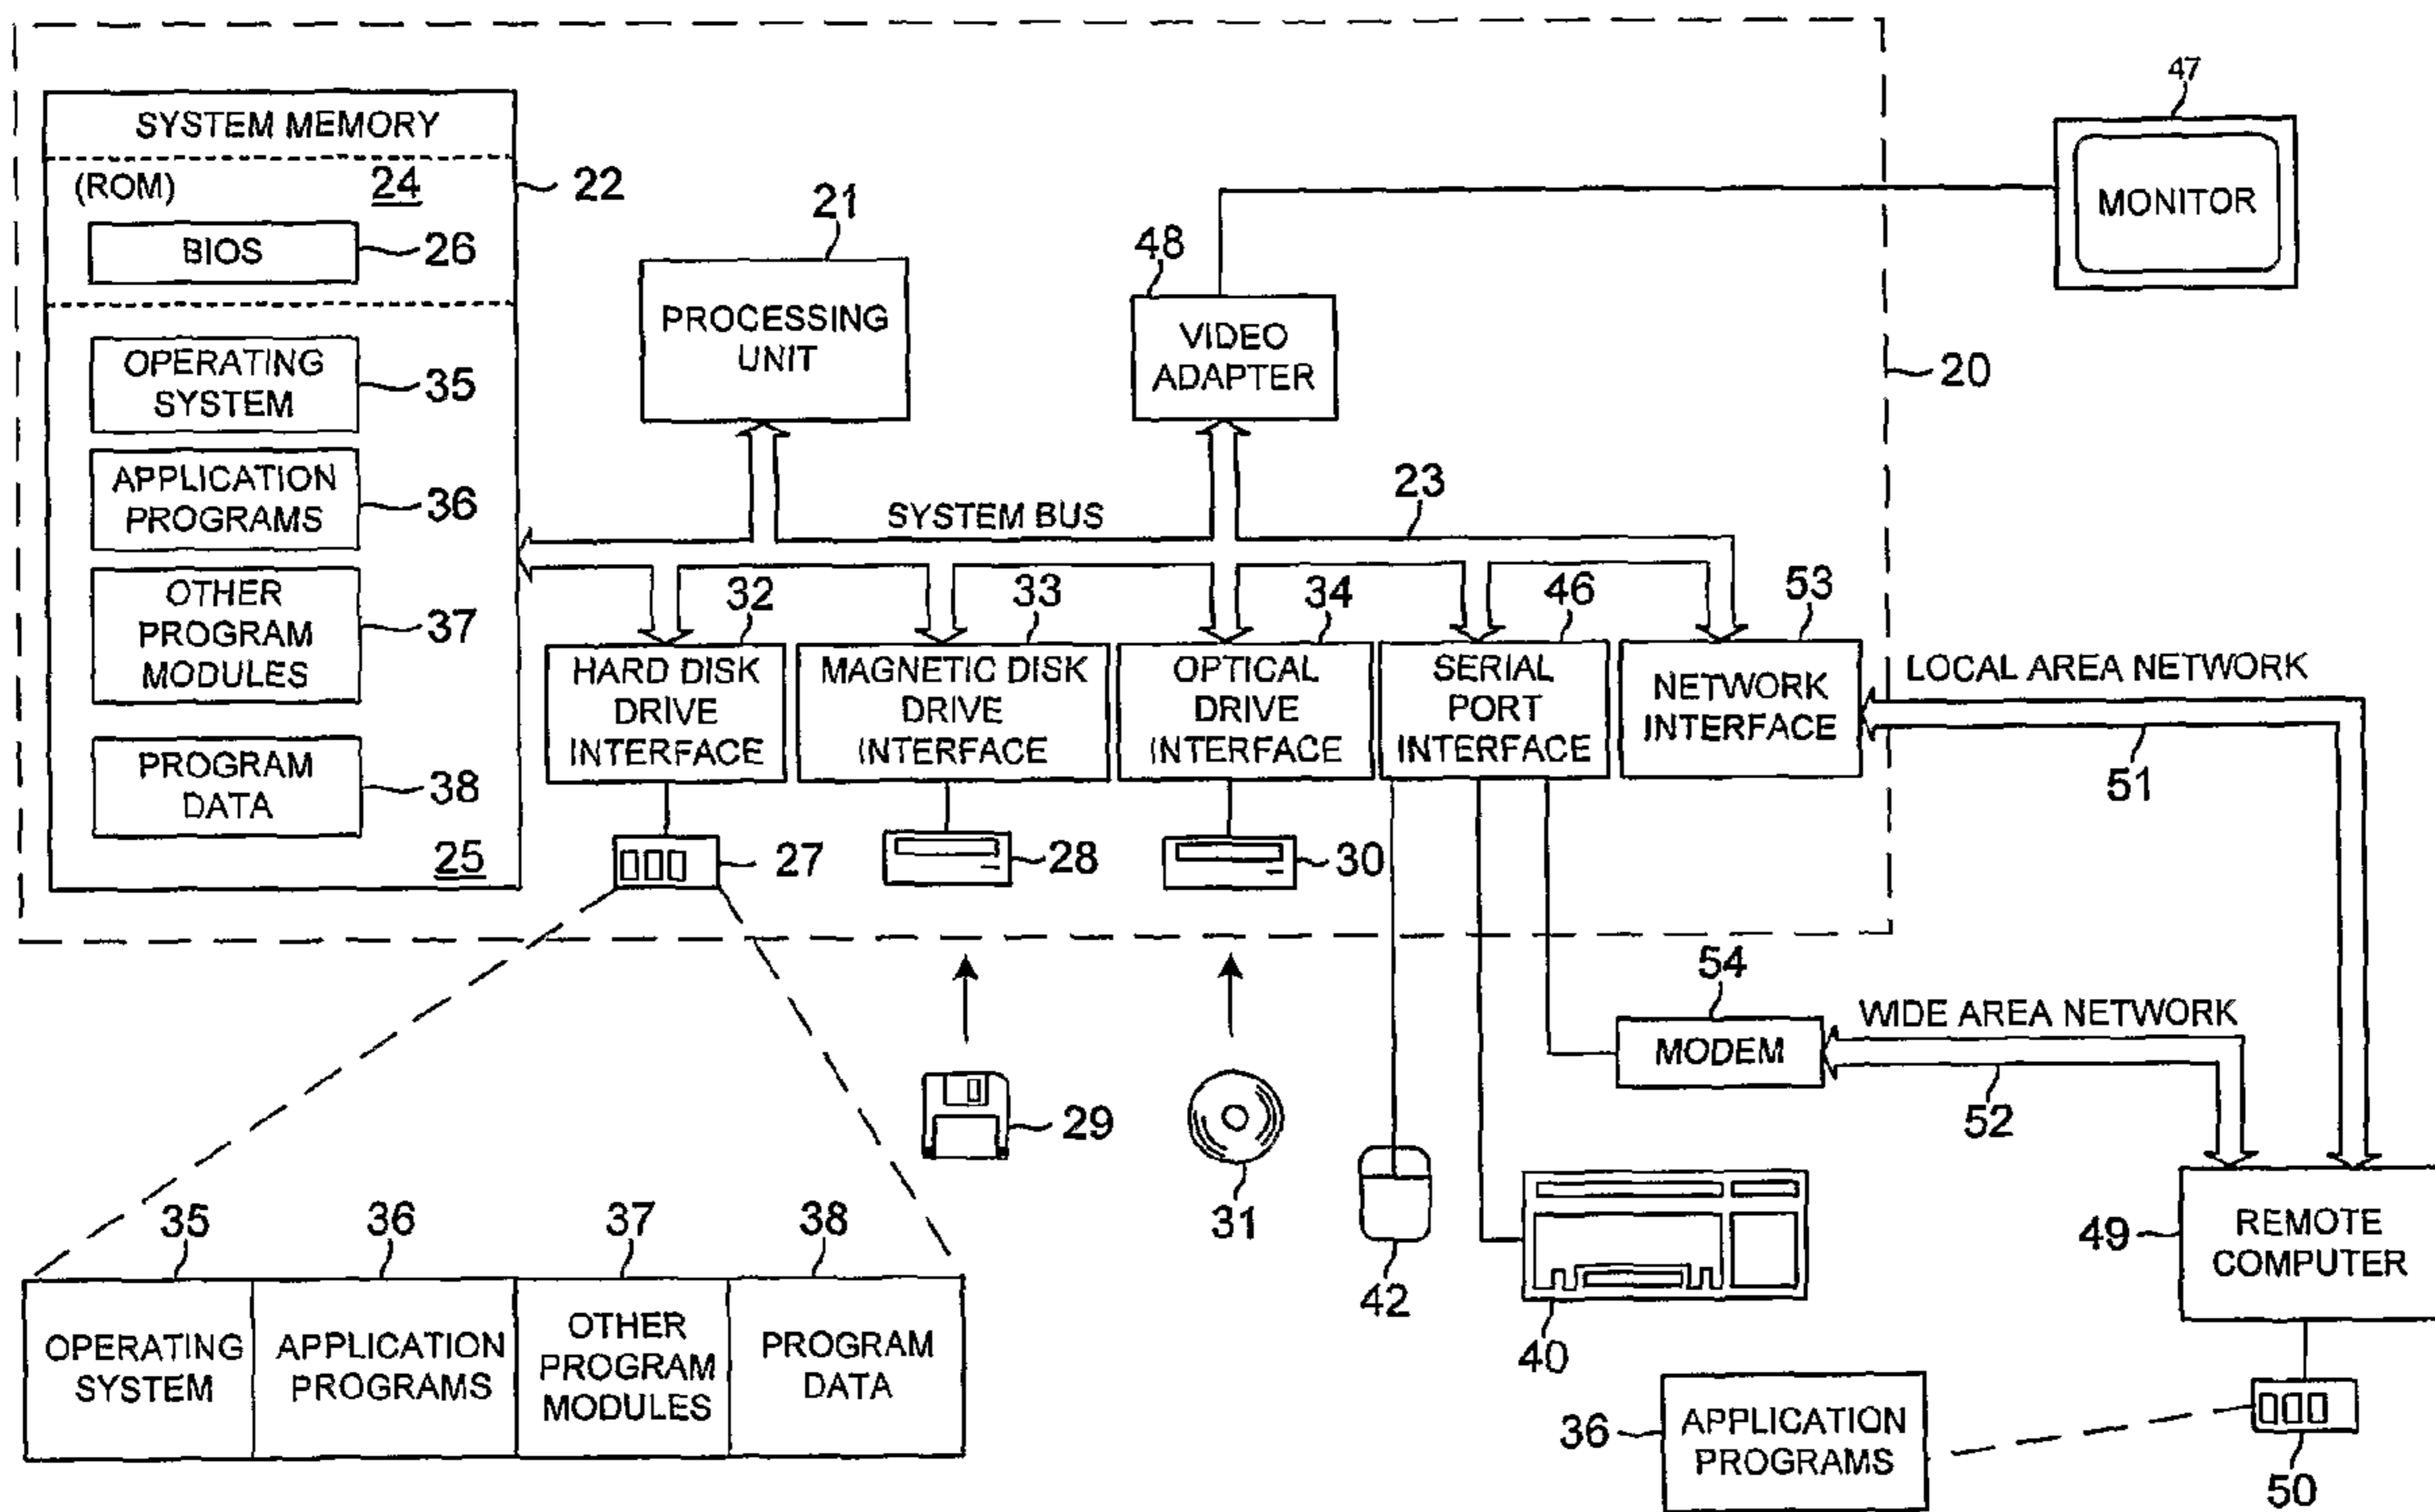 47
SYSTEM MEMORY
(ROM) 24
22
BIOS
26
21
MONITOR
48
PROCESSING
UNIT
VIDEO
ADAPTER
20
OPERATING
SYSTEM
35
APPLICATION
PROGRAMS
36
SYSTEM BUS
23
OTHER
PROGRAM
MODULES
37
32
33
34
46
53
HARD DISK
DRIVE
INTERFACE
MAGNETIC DISK
DRIVE
INTERFACE
OPTICAL
DRIVE
INTERFACE
SERIAL
PORT
INTERFACE
NETWORK
INTERFACE
LOCAL AREA NETWORK
51
PROGRAM
DATA
38
25
27
28
30
54
MODEM
WIDE AREA NETWORK
52
29
31
42
40
49
REMOTE
COMPUTER
35
36
37
38
OPERATING
SYSTEM
APPLICATION
PROGRAMS
OTHER
PROGRAM
MODULES
PROGRAM
DATA
36
APPLICATION
PROGRAMS
50